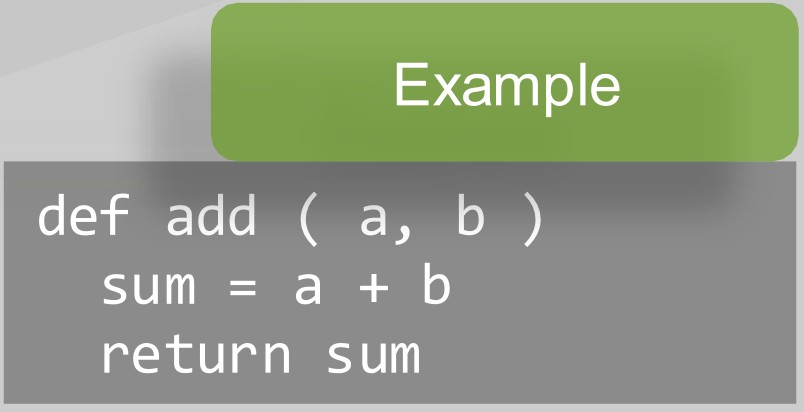 Example
def add ( a, b )
sum = a + b
return sum